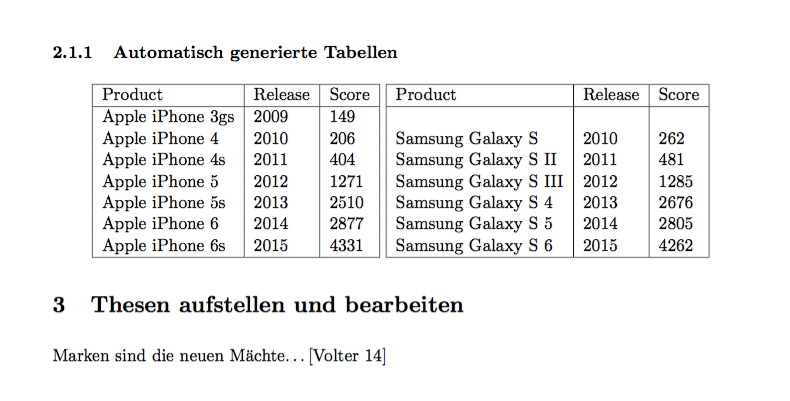 2.1.1 Automatisch generierte Tabellen
Product Release Score Product Release Score
Apple iPhone 3gs 2009 149
Apple iPhone 4 2010 206 Samsung Galaxy S 2010 262
Apple iPhone 4s 2011 404 Samsung Galaxy S II 2011 481
Apple iPhone 5 2012 1271 Samsung Galaxy S III 2012 1285
Apple iPhone 5s 2013 2510 Samsung Galaxy S 4 2013 2676
Apple iPhone 6 2014 2877 Samsung Galaxy S 5 2014 2805
Apple iPhone 6s 2015 4331 Samsung Galaxy S 6 2015 4262
3 Thesen aufstellen und bearbeiten
Marken sind die neuen Mächte... [Volter 14]